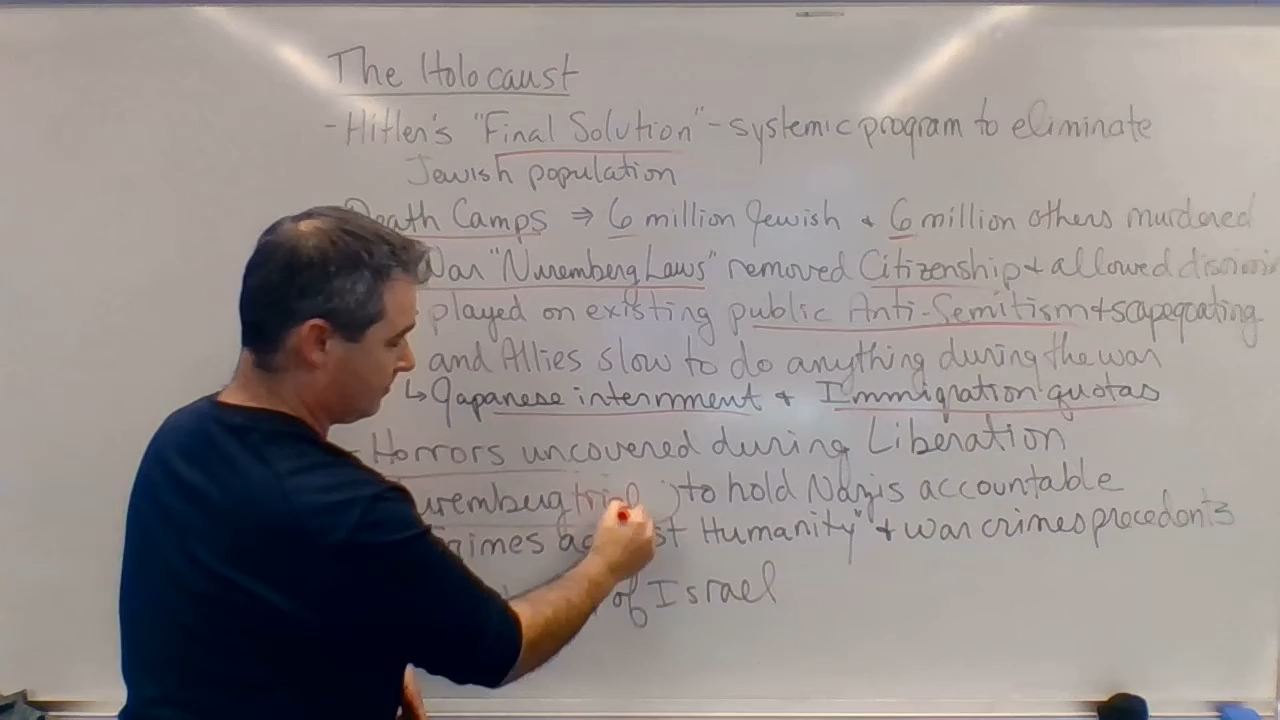 The Holocaust
- Hitler's "Final Solution" - systemic program to eliminate
Jewish population
Death Camps ⇒ 6 million Jewish + 6 million others murdered
War "Nuremberg Laws" removed Citizenship + allowed
played on existing public Anti-Semitism + scapegoating
and Allies slow to do anything during the war
↳ Japanese internment + Immigration quotas
- Horrors uncovered during Liberation
to hold Nazis accountable
Humanity" + war crimes precedents
of Israel